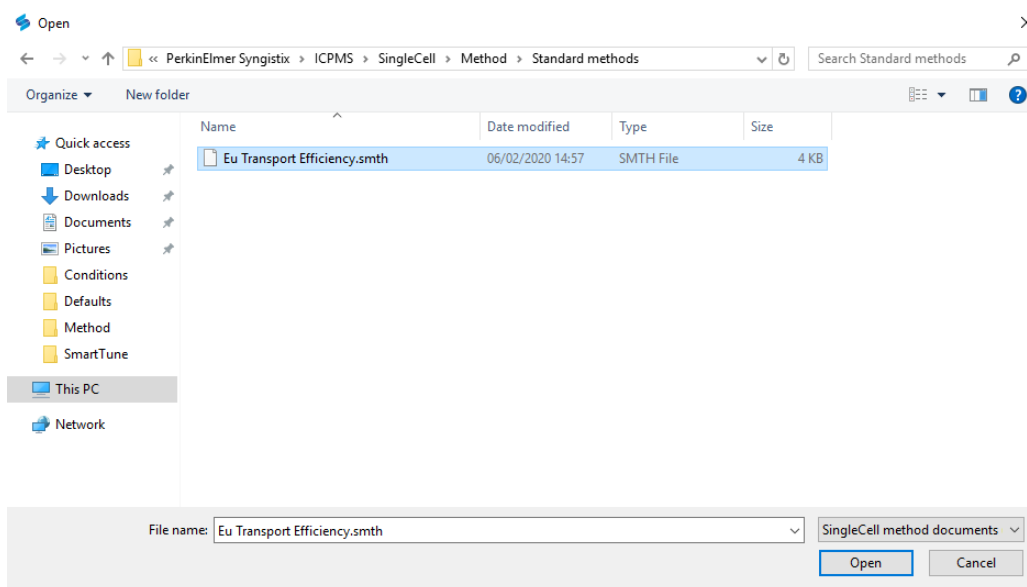 Open
« PerkinElmer Syngistix › ICPMS › SingleCell › Method › Standard methods
Search Standard methods
Organize
New folder
?
Name
Date modified
Type
Size
Quick access
Eu Transport Efficiency.smth
06/02/2020 14:57
SMTH File
4 KB
Desktop
Downloads
Documents
Pictures
Conditions
Defaults
Method
SmartTune
This PC
Network
File name:
Eu Transport Efficiency.smth
SingleCell method documents
Open
Cancel